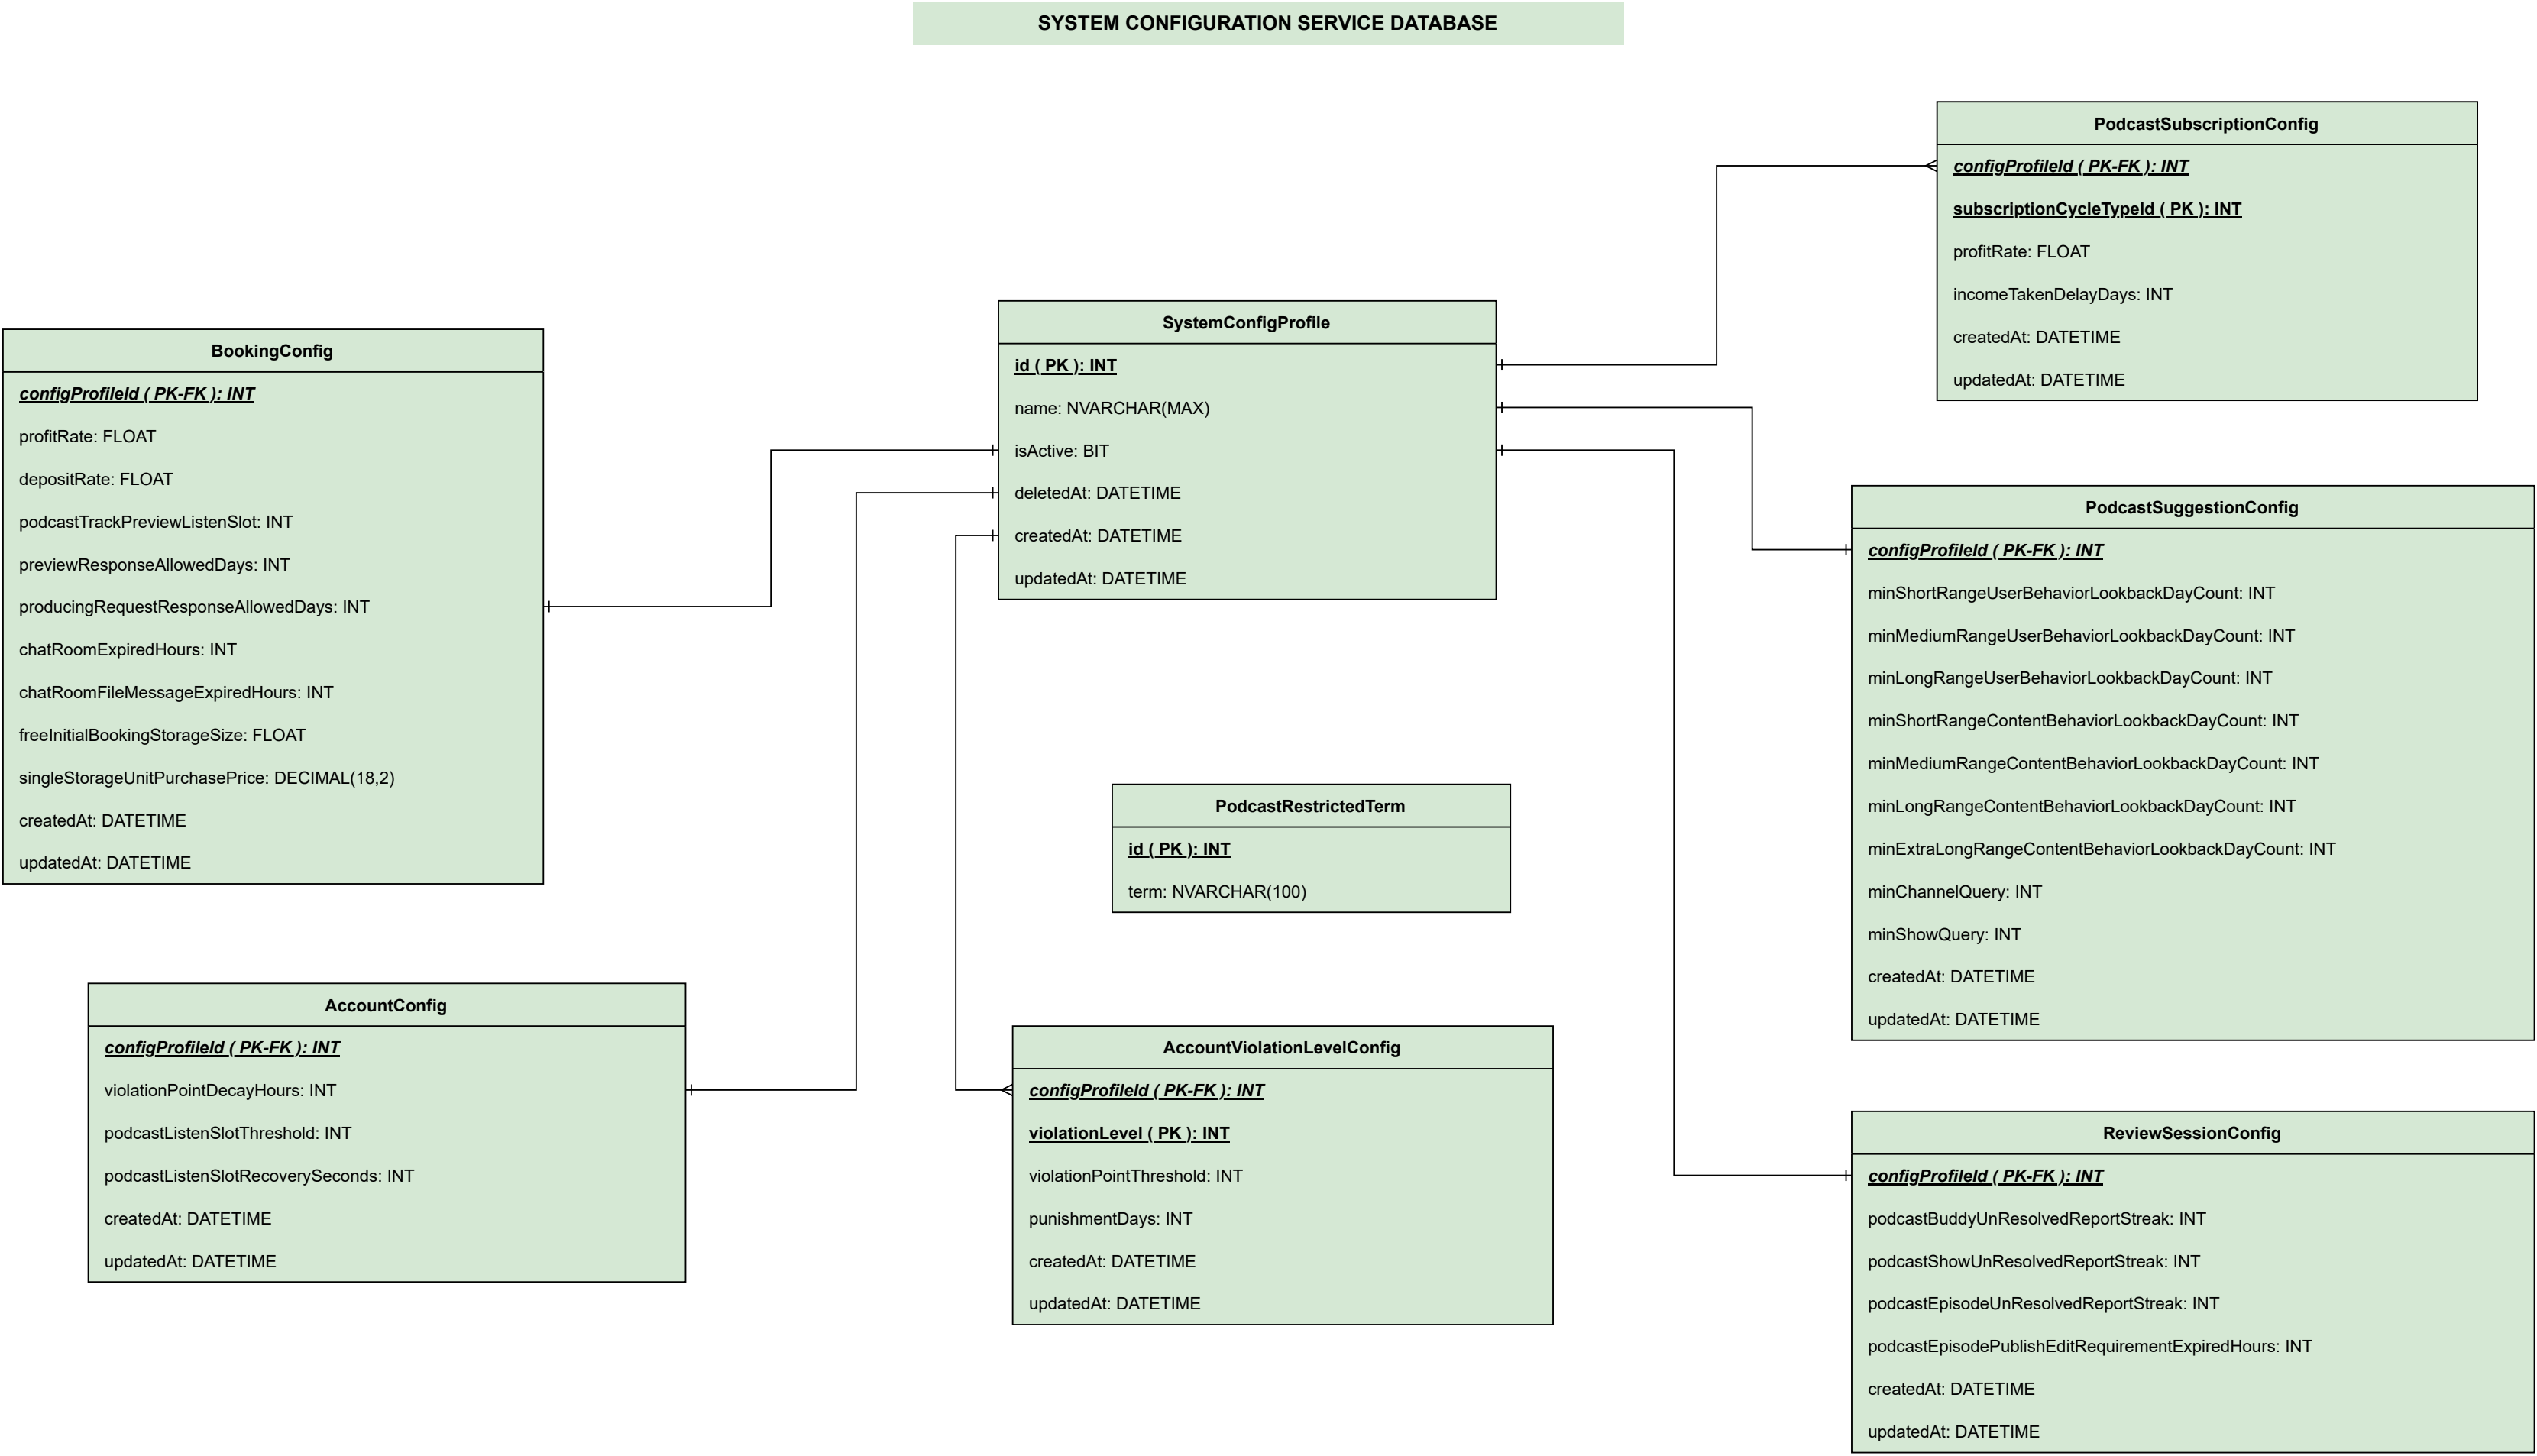 SYSTEM CONFIGURATION SERVICE DATABASE
PodcastSubscriptionConfig
configProfileId ( PK-FK ): INT
subscriptionCycleTypeId ( PK ): INT
profitRate: FLOAT
incomeTakenDelayDays: INT
createdAt: DATETIME
updatedAt: DATETIME
SystemConfigProfile
id ( PK ): INT
name: NVARCHAR(MAX)
isActive: BIT
deletedAt: DATETIME
createdAt: DATETIME
updatedAt: DATETIME
BookingConfig
configProfileId ( PK-FK ): INT
profitRate: FLOAT
depositRate: FLOAT
podcastTrackPreviewListenSlot: INT
previewResponseAllowedDays: INT
producingRequestResponseAllowedDays: INT
chatRoomExpiredHours: INT
chatRoomFileMessageExpiredHours: INT
freeInitialBookingStorageSize: FLOAT
singleStorageUnitPurchasePrice: DECIMAL(18,2)
createdAt: DATETIME
updatedAt: DATETIME
PodcastSuggestionConfig
configProfileId ( PK-FK ): INT
minShortRangeUserBehaviorLookbackDayCount: INT
minMediumRangeUserBehaviorLookbackDayCount: INT
minLongRangeUserBehaviorLookbackDayCount: INT
minShortRangeContentBehaviorLookbackDayCount: INT
minMediumRangeContentBehaviorLookbackDayCount: INT
minLongRangeContentBehaviorLookbackDayCount: INT
minExtraLongRangeContentBehaviorLookbackDayCount: INT
minChannelQuery: INT
minShowQuery: INT
createdAt: DATETIME
updatedAt: DATETIME
PodcastRestrictedTerm
id ( PK ): INT
term: NVARCHAR(100)
AccountConfig
configProfileId ( PK-FK ): INT
violationPointDecayHours: INT
podcastListenSlotThreshold: INT
podcastListenSlotRecoverySeconds: INT
createdAt: DATETIME
updatedAt: DATETIME
AccountViolationLevelConfig
configProfileId ( PK-FK ): INT
violationLevel ( PK ): INT
violationPointThreshold: INT
punishmentDays: INT
createdAt: DATETIME
updatedAt: DATETIME
ReviewSessionConfig
configProfileId ( PK-FK ): INT
podcastBuddyUnResolvedReportStreak: INT
podcastShowUnResolvedReportStreak: INT
podcastEpisodeUnResolvedReportStreak: INT
podcastEpisodePublishEditRequirementExpiredHours: INT
createdAt: DATETIME
updatedAt: DATETIME